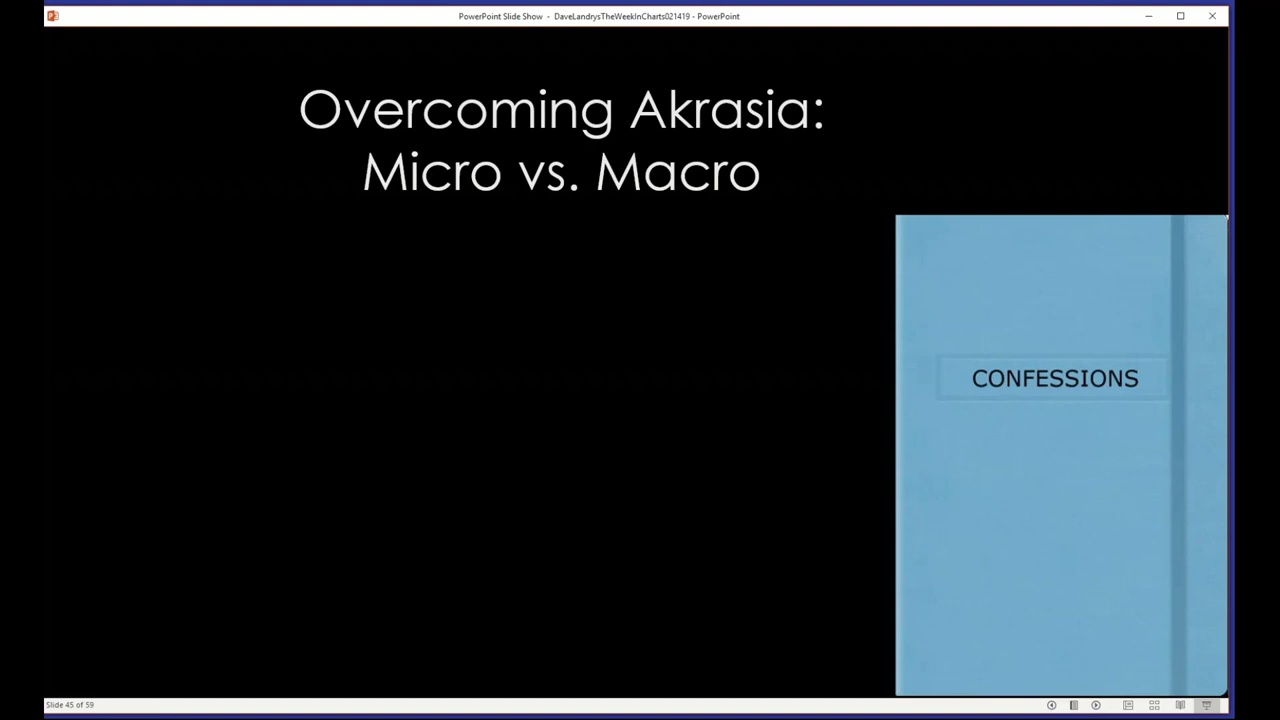 PowerPoint Slide Show - DaveLandrysTheWeekInCharts021419 - PowerPoint
Overcoming Akrasia:
Micro vs. Macro
CONFESSIONS
Slide 45 of 59